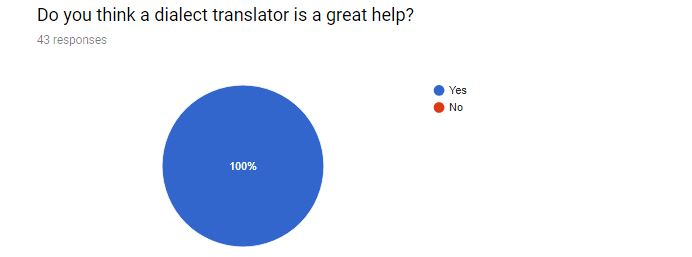 Do you think a dialect translator is a great help?
43 responses
Yes
No
100%